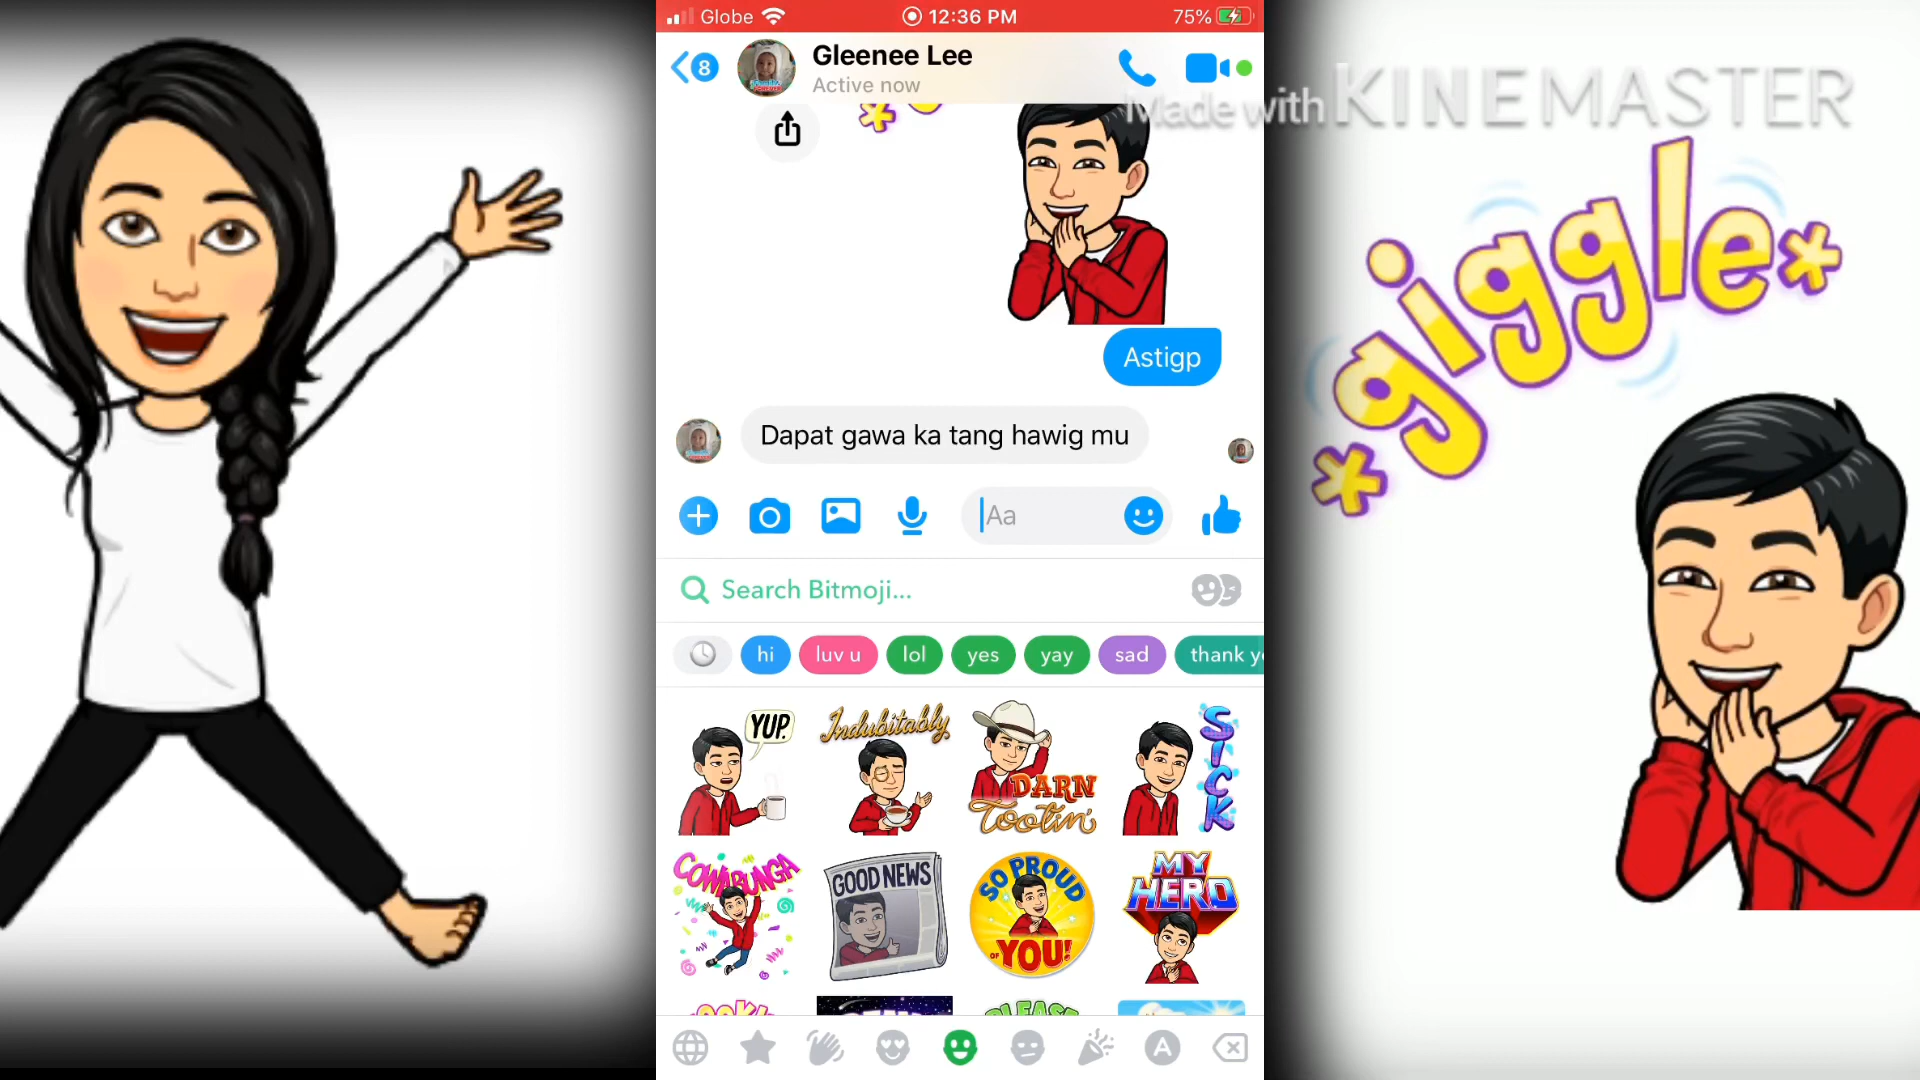 Globe
12:36 PM
75%
8
Gleenee Lee
Active now
Made with KINEMASTER
*giggle*
Astigp
Dapat gawa ka tang hawig mu
Aa
Search Bitmoji...
hi
luv u
lol
yes
yay
sad
thank y
YUP.
Indubitably
DARN
Tootin'
SICK
COWABUNGA
GOOD NEWS
SO PROUD
OF YOU!
MY
HERO
PLEASE
A